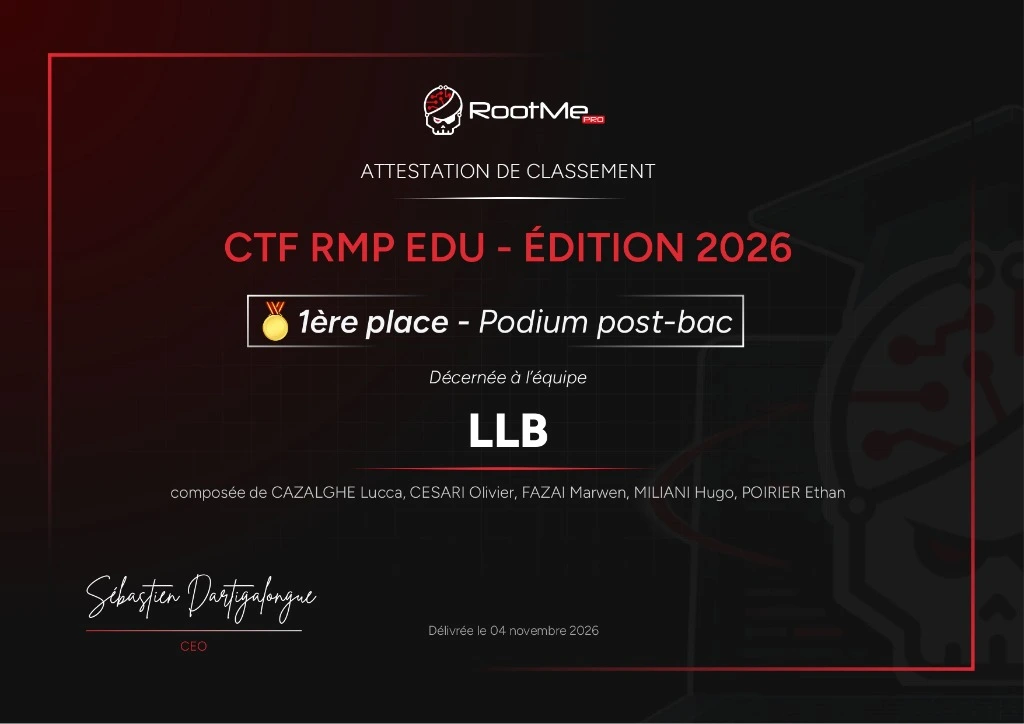 RootMe PRO
ATTESTATION DE CLASSEMENT
CTF RMP EDU - ÉDITION 2026
1ère place - Podium post-bac
Décernée à l'équipe
LLB
composée de CAZALGHE Lucca, CESARI Olivier, FAZAI Marwen, MILIANI Hugo, POIRIER Ethan
Sébastien Dartigalongue
CEO
Délivrée le 04 novembre 2026